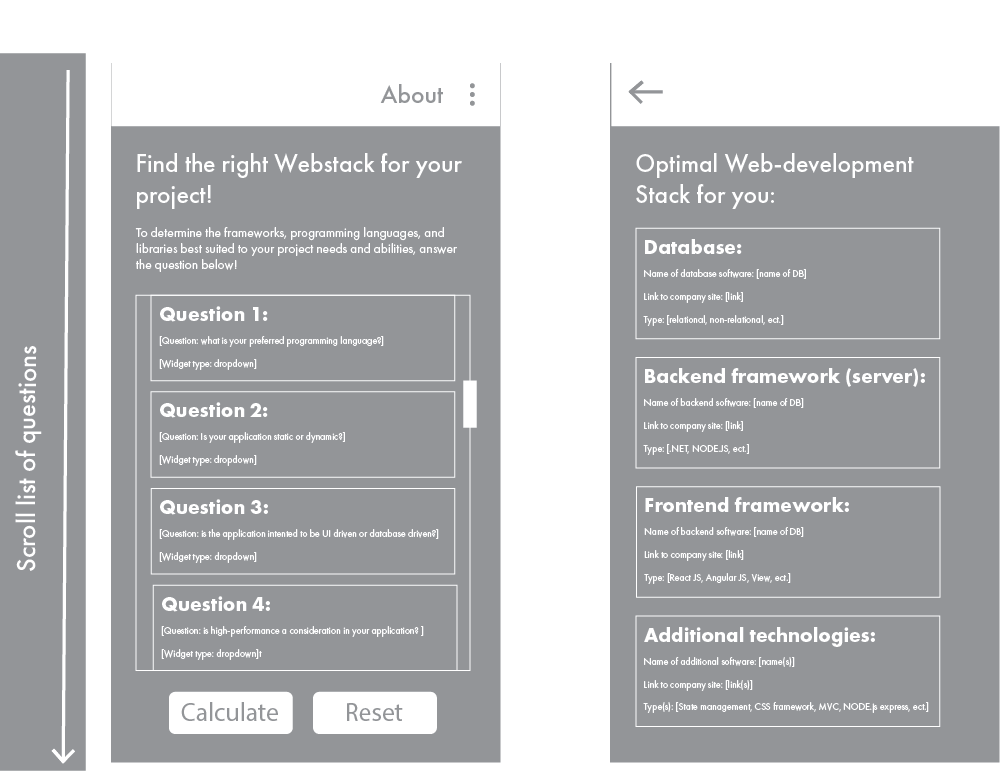 Scroll list of questions
About
Find the right Webstack for your
project!
To determine the frameworks, programming languages, and
libraries best suited to your project needs and abilities, answer
the question below!
Question 1:
[Question: what is your preferred programming language?]
[Widget type: dropdown]
Question 2:
[Question: Is your application static or dynamic?]
[Widget type: dropdown]
Question 3:
[Question: is the application intented to be UI driven or database driven?]
[Widget type: dropdown]
Question 4:
[Question: is high-performance a consideration in your application? ]
[Widget type: dropdown]t
Calculate
Reset
Optimal Web-development
Stack for you:
Database:
Name of database software: [name of DB]
Link to company site: [link]
Type: [relational, non-relational, ect.]
Backend framework (server):
Name of backend software: [name of DB]
Link to company site: [link]
Type: [.NET, NODE.JS, ect.]
Frontend framework:
Name of backend software: [name of DB]
Link to company site: [link]
Type: [React JS, Angular JS, View, ect.]
Additional technologies:
Name of additional software: [name(s)]
Link to company site: [link(s)]
Type(s): [State management, CSS framework, MVC, NODE.js express, ect.]